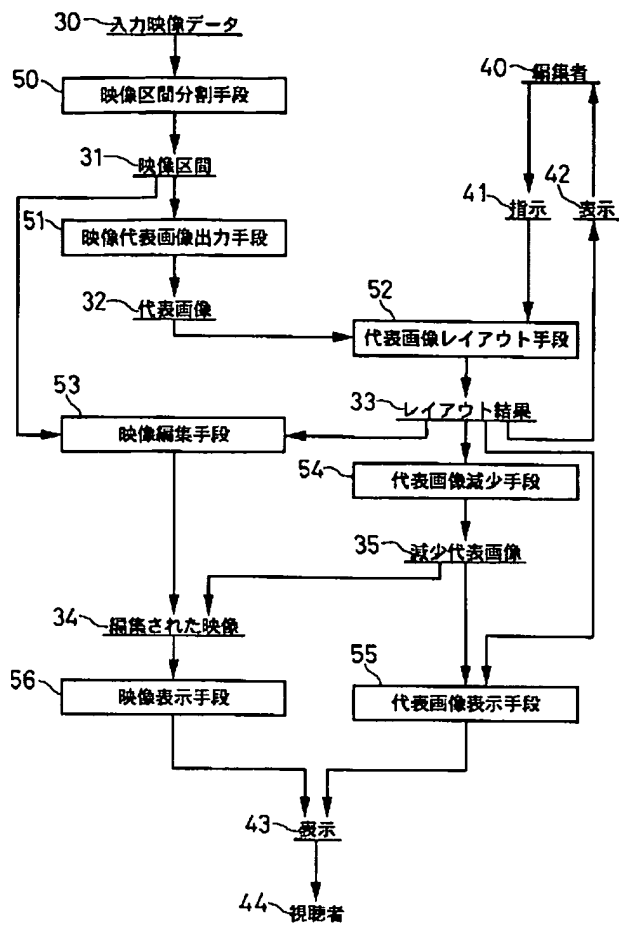 30 入力映像データ
50 映像区間分割手段
40 編集者
31 映像区間
41 指示
42 表示
51 映像代表画像出力手段
32 代表画像
52 代表画像レイアウト手段
53 映像編集手段
33 レイアウト結果
54 代表画像減少手段
35 減少代表画像
34 編集された映像
56 映像表示手段
55 代表画像表示手段
43 表示
44 視聴者